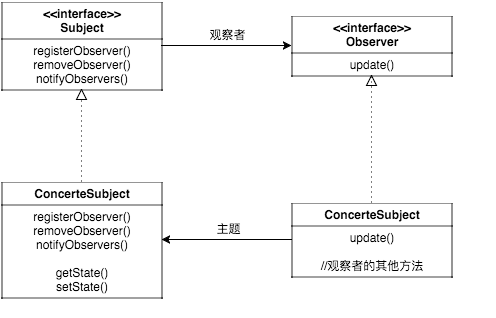 <<interface>>
Subject
registerObserver()
removeObserver()
notifyObservers()
观察者
<<interface>>
Observer
update()
ConcerteSubject
registerObserver()
removeObserver()
notifyObservers()
getState()
setState()
主题
ConcerteSubject
update()
//观察者的其他方法